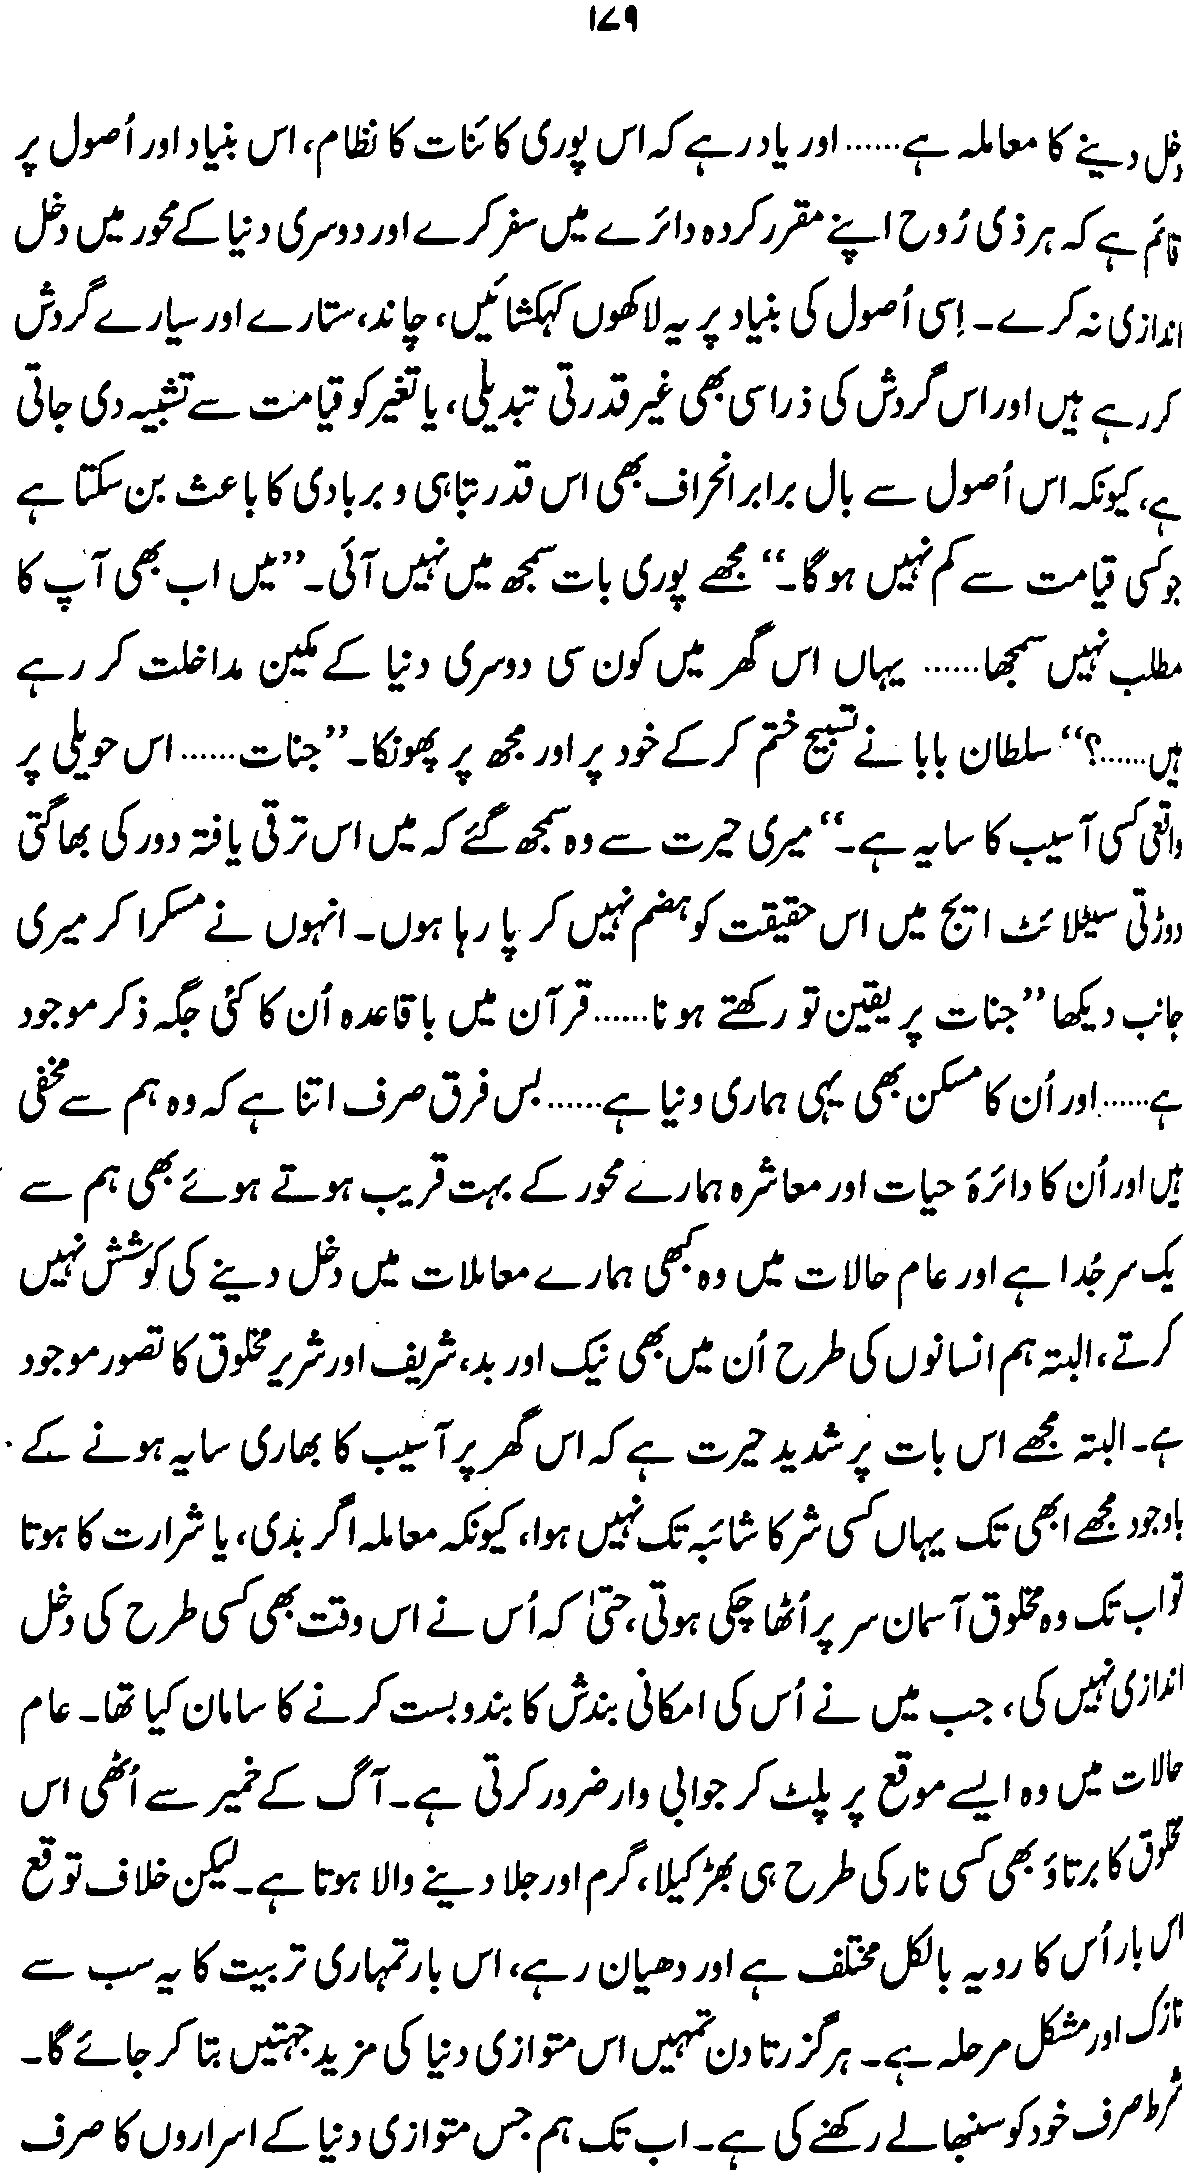 ۱۷۹
دخل دینے کا معاملہ ہے...... اور یاد رہے کہ اس پوری کائنات کا نظام، اس بنیاد اور اُصول پر
قائم ہے کہ ہر ذی رُوح اپنے مقرر کردہ دائرے میں سفر کرے اور دوسری دنیا کے محور میں دخل
اندازی نہ کرے۔ اِسی اُصول کی بنیاد پر یہ لاکھوں کہکشائیں، چاند، ستارے اور سیارے گردش
کر رہے ہیں اور اس گردش کی ذرا سی بھی غیر قدرتی تبدیلی، یا تغیر کو قیامت سے تشبیہ دی جاتی
ہے، کیونکہ اس اُصول سے بال برابر انحراف بھی اس قدر تباہی و بربادی کا باعث بن سکتا ہے
جو کسی قیامت سے کم نہیں ہو گا۔“ مجھے پوری بات سمجھ میں نہیں آئی۔ ”میں اب بھی آپ کا
مطلب نہیں سمجھا...... یہاں اس گھر میں کون سی دوسری دنیا کے مکین مداخلت کر رہے
ہیں......؟“ سلطان بابا نے تسبیح ختم کر کے خود پر اور مجھ پر پھونکا۔ ”جنات...... اس حویلی پر
واقعی کسی آسیب کا سایہ ہے۔“ میری حیرت سے وہ سمجھ گئے کہ میں اس ترقی یافتہ دور کی بھاگتی
دوڑتی سیٹلائٹ ایج میں اس حقیقت کو ہضم نہیں کر پا رہا ہوں۔ انہوں نے مسکرا کر میری
جانب دیکھا ”جنات پر یقین تو رکھتے ہو نا...... قرآن میں باقاعدہ اُن کا کئی جگہ ذکر موجود
ہے...... اور اُن کا مسکن بھی یہی ہماری دنیا ہے...... بس فرق صرف اتنا ہے کہ وہ ہم سے مخفی
ہیں اور اُن کا دائرۂ حیات اور معاشرہ ہمارے محور کے بہت قریب ہوتے ہوئے بھی ہم سے
یک سر جُدا ہے اور عام حالات میں وہ کبھی ہمارے معاملات میں دخل دینے کی کوشش نہیں
کرتے، البتہ ہم انسانوں کی طرح اُن میں بھی نیک اور بد، شریف اور شریر مخلوق کا تصور موجود
ہے۔ البتہ مجھے اس بات پر شدید حیرت ہے کہ اس گھر پر آسیب کا بھاری سایہ ہونے کے
باوجود مجھے ابھی تک یہاں کسی شر کا شائبہ تک نہیں ہوا، کیونکہ معاملہ اگر بدی، یا شرارت کا ہوتا
تو اب تک وہ مخلوق آسمان سر پر اُٹھا چکی ہوتی، حتیٰ کہ اُس نے اس وقت بھی کسی طرح کی دخل
اندازی نہیں کی، جب میں نے اُس کی امکانی بندش کا بندوبست کرنے کا سامان کیا تھا۔ عام
حالات میں وہ ایسے موقع پر پلٹ کر جوابی وار ضرور کرتی ہے۔ آگ کے خمیر سے اُٹھی اس
مخلوق کا برتاؤ بھی کسی نار کی طرح ہی بھڑکیلا، گرم اور جلا دینے والا ہوتا ہے۔ لیکن خلاف توقع
اس بار اُس کا رویہ بالکل مختلف ہے اور دھیان رہے، اس بار تمہاری تربیت کا یہ سب سے
نازک اور مشکل مرحلہ ہے۔ ہر گزرتا دن تمہیں اس متوازی دنیا کی مزید جہتیں بتا کر جائے گا۔
شرط صرف خود کو سنبھالے رکھنے کی ہے۔ اب تک ہم جس متوازی دنیا کے اسراروں کا صرف